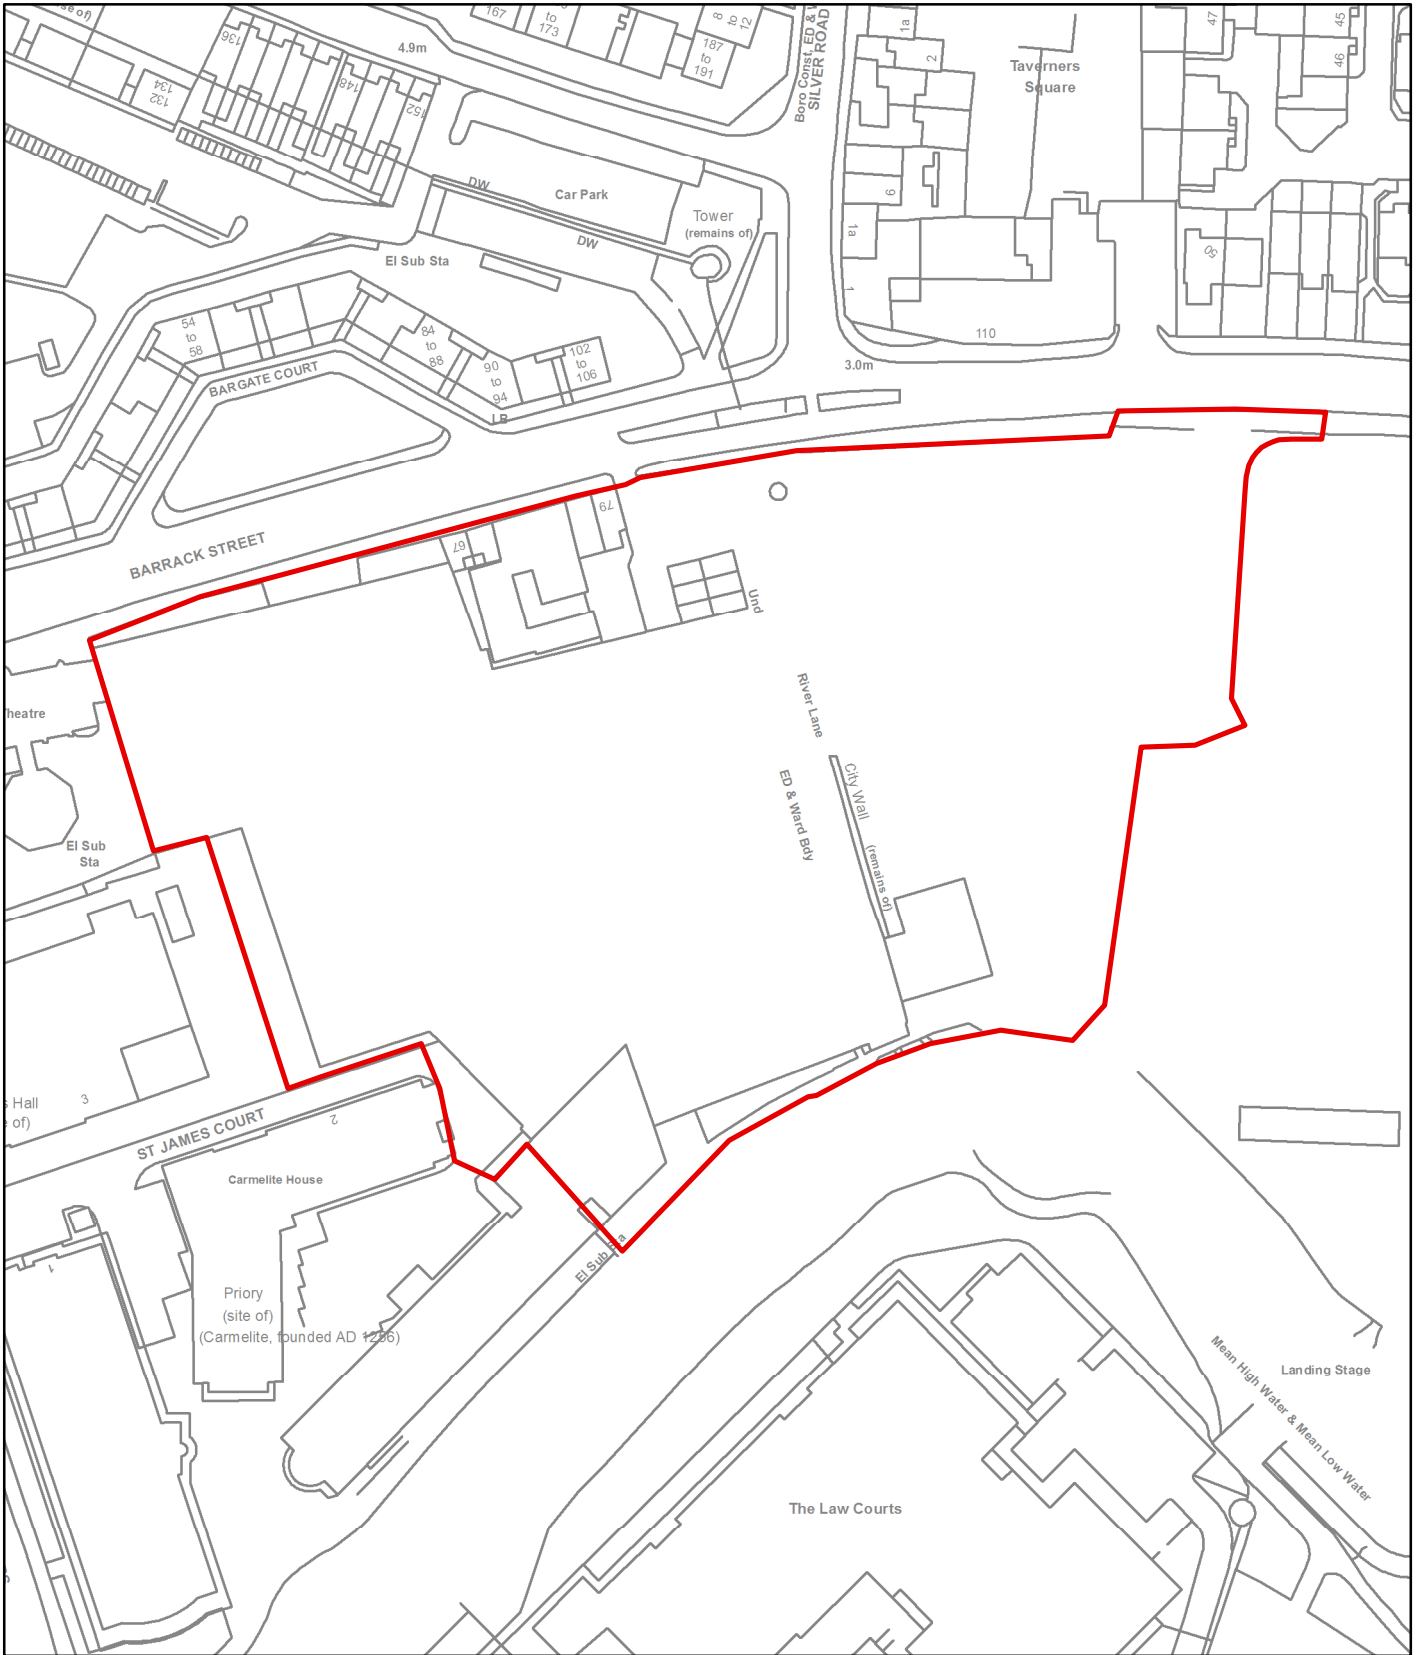 167
to
173
8
to
12
187
to
191
136
4.9m
148
152
134
132
Boro Const, ED &
SILVER ROAD
1a
2
Taverners
Square
47
45
46
DW
Car Park
Tower
(remains of)
DW
El Sub Sta
6
1a
1
50
110
3.0m
54
to
58
84
to
88
90
to
94
102
to
106
BARGATE COURT
LB
BARRACK STREET
67
79
Und
River Lane
ED & Ward Bdy
City Wall
(remains of)
heatre
El Sub
Sta
s Hall
of)
3
ST JAMES COURT
2
Carmelite House
1
Priory
(site of)
(Carmelite, founded AD 1256)
El Sub Sta
The Law Courts
Mean High Water & Mean Low Water
Landing Stage